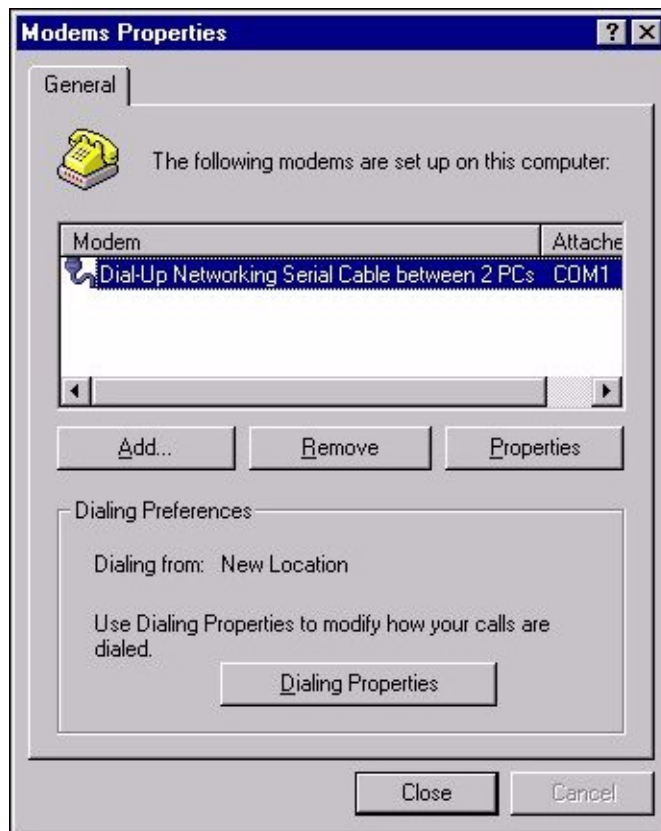 Modems Properties
General
The following modems are set up on this computer:
Modem Attache
Dial-Up Networking Serial Cable between 2 PCs COM1
Add... Remove Properties
Dialing Preferences
Dialing from: New Location
Use Dialing Properties to modify how your calls are
dialed.
Dialing Properties
Close Cancel